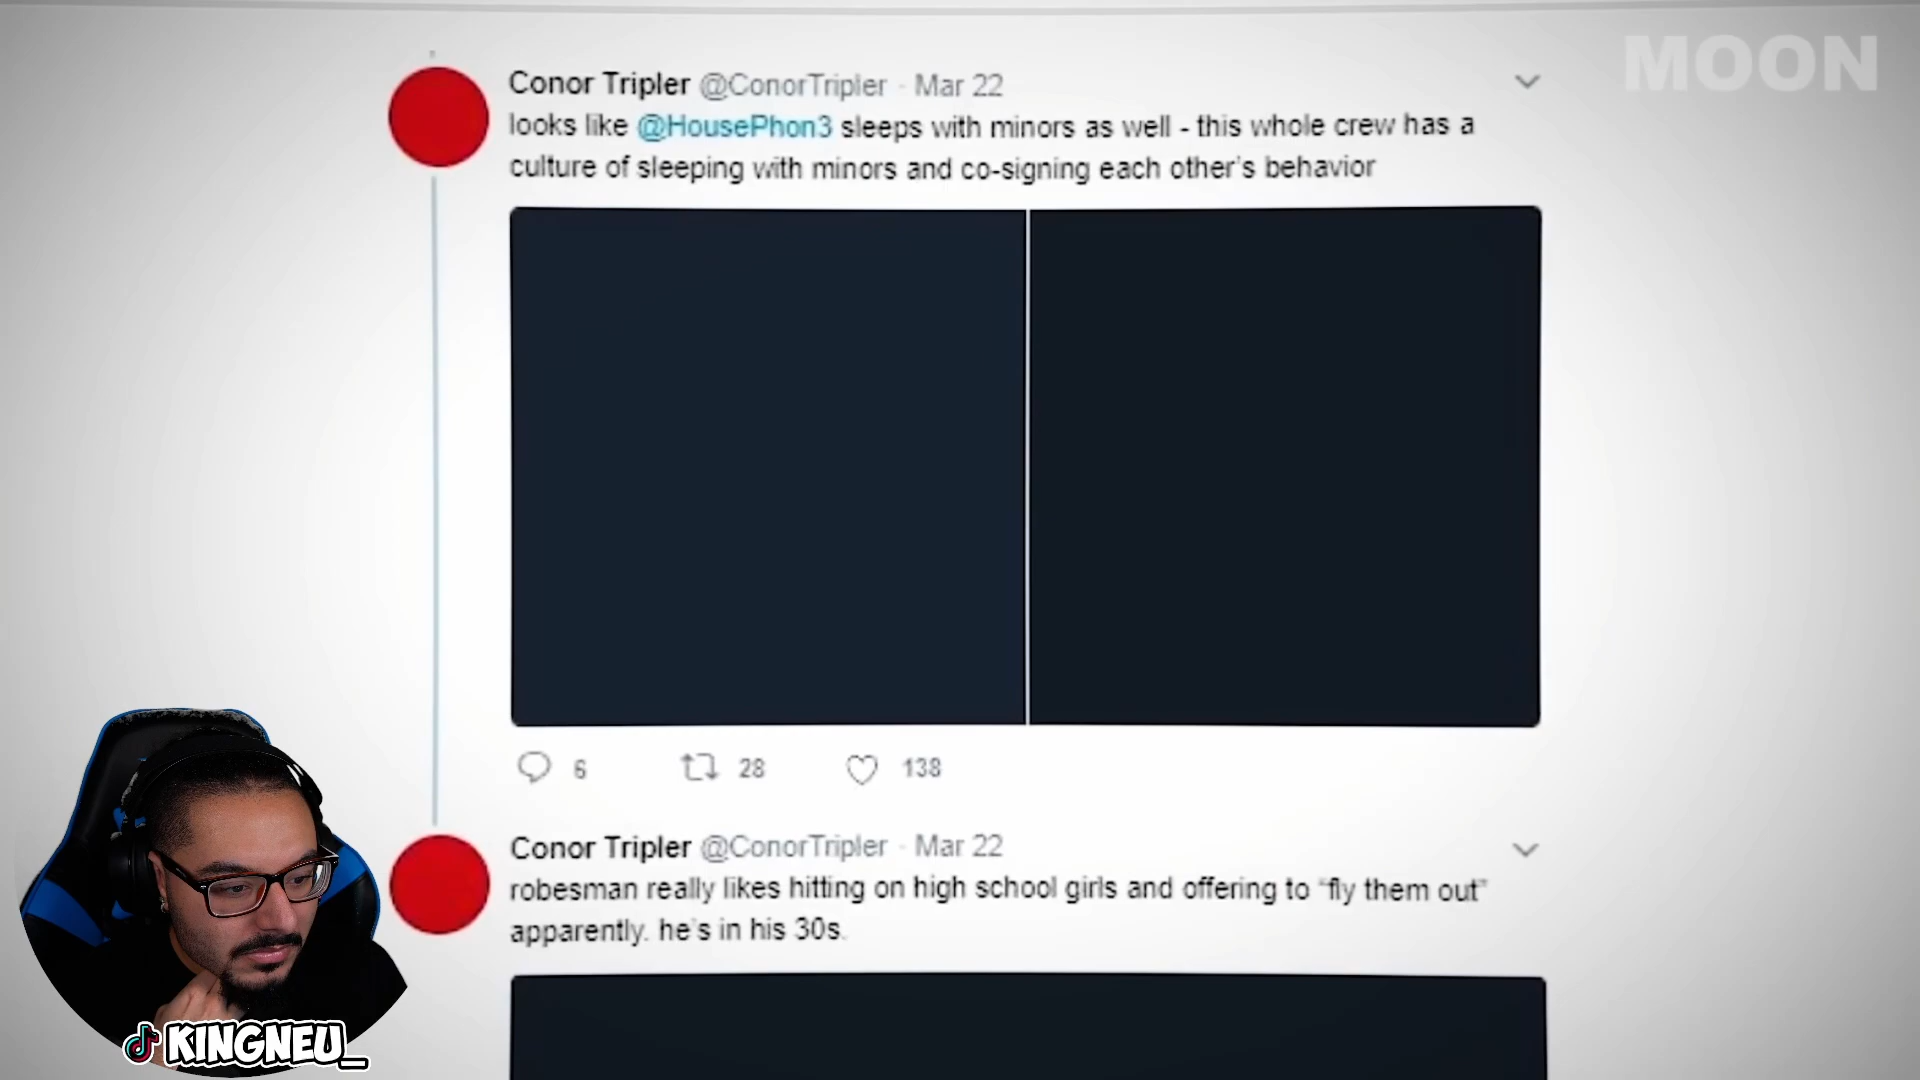 MOON
Conor Tripler @ConorTripler · Mar 22
looks like @HousePhon3 sleeps with minors as well - this whole crew has a
culture of sleeping with minors and co-signing each other's behavior
6 28 138
Conor Tripler @ConorTripler · Mar 22
robesman really likes hitting on high school girls and offering to "fly them out"
apparently. he's in his 30s.
KINGNEU_